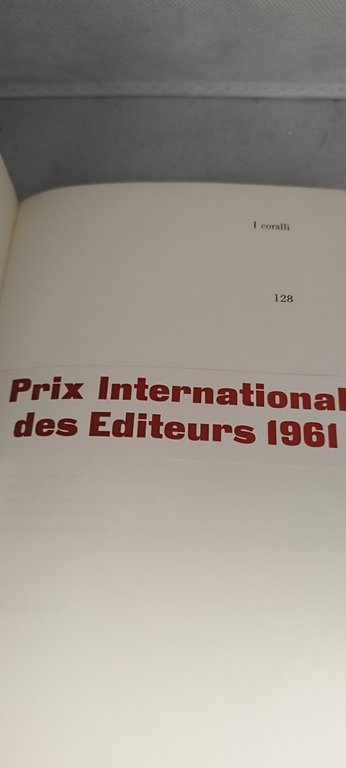 I coralli
128
Prix International
des Editeurs 1961